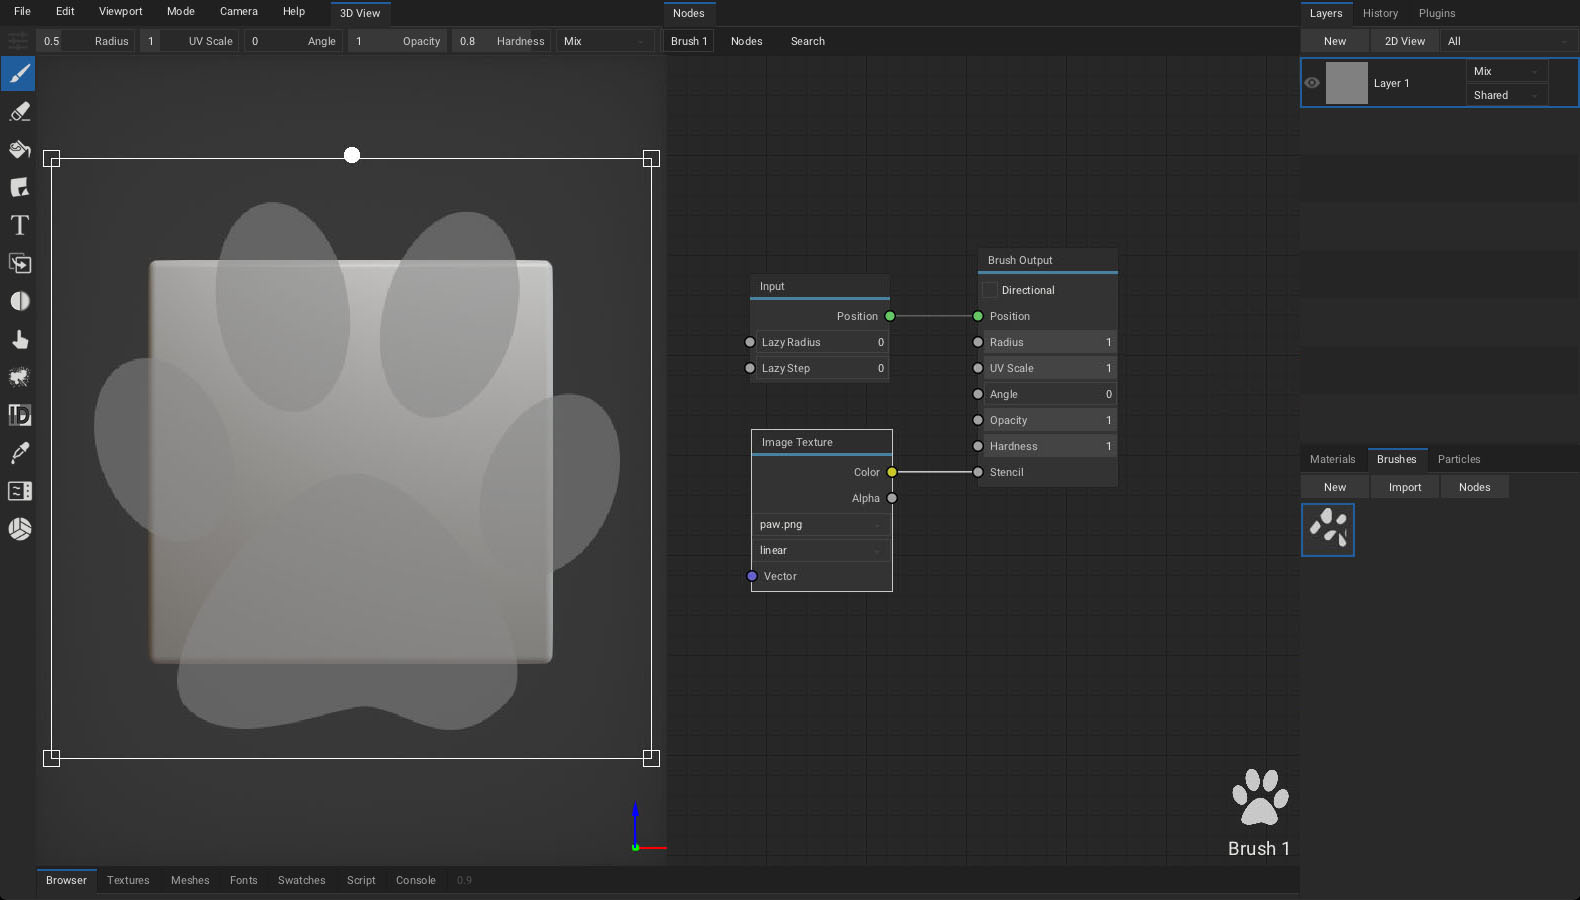 File Edit Viewport Mode Camera Help 3D View
Nodes
Layers History Plugins
0.5 Radius 1 UV Scale 0 Angle 1 Opacity 0.8 Hardness Mix
Brush 1 Nodes Search
New 2D View All
Layer 1
Mix
Shared
T
ID
Input
Position
Lazy Radius 0
Lazy Step 0
Brush Output
Directional
Position
Radius 1
UV Scale 1
Angle 0
Opacity 1
Hardness 1
Stencil
Image Texture
Color
Alpha
paw.png
linear
Vector
Materials Brushes Particles
New Import Nodes
Brush 1
Browser Textures Meshes Fonts Swatches Script Console 0.9